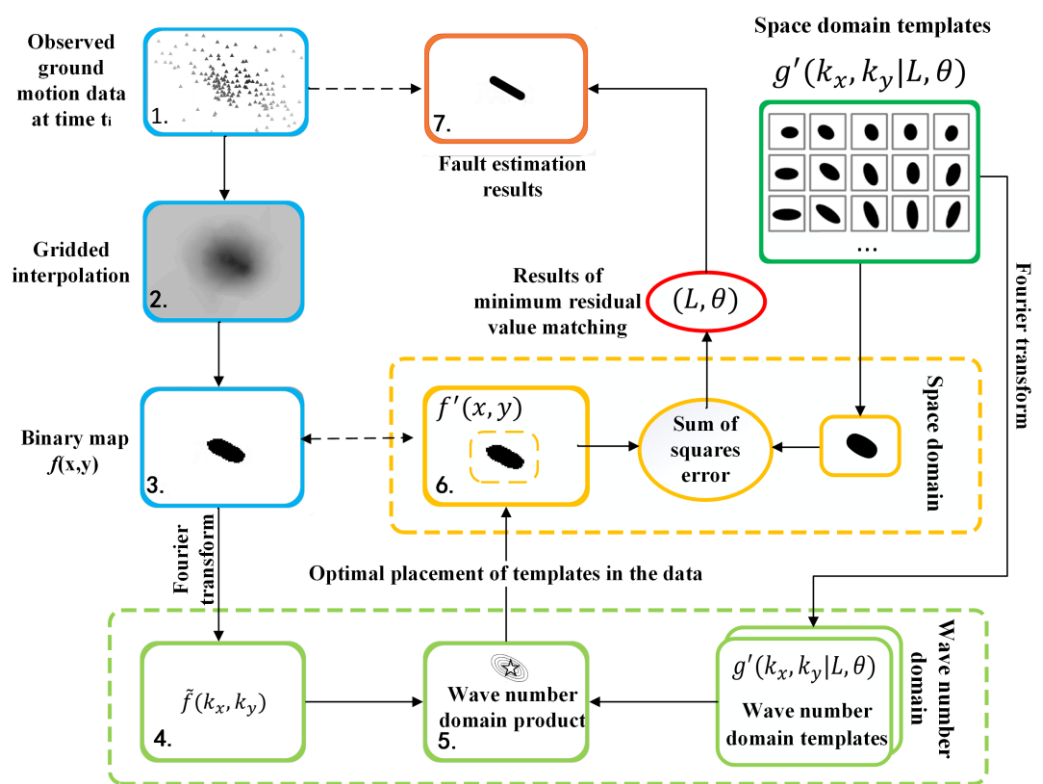 Observed
ground
motion data
at time tᵢ
1.
7.
Fault estimation
results
Space domain templates
g′(kₓ, kᵧ|L, θ)
...
Gridded
interpolation
2.
Results of
minimum residual
value matching
(L, θ)
Fourier transform
Binary map
f(x,y)
3.
f′(x, y)
6.
Sum of
squares
error
Space domain
Fourier
transform
Optimal placement of templates in the data
f̃(kₓ, kᵧ)
4.
Wave number
domain product
5.
g′(kₓ, kᵧ|L, θ)
Wave number
domain templates
Wave number
domain